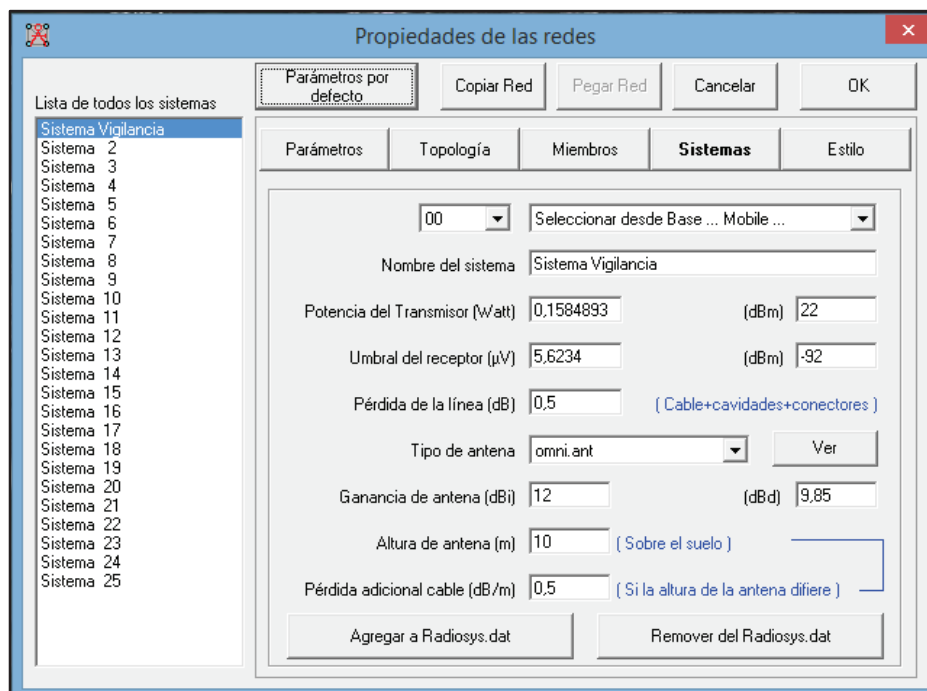 Propiedades de las redes
Parámetros por defecto
Copiar Red
Pegar Red
Cancelar
OK
Lista de todos los sistemas
Sistema Vigilancia
Sistema 2
Sistema 3
Sistema 4
Sistema 5
Sistema 6
Sistema 7
Sistema 8
Sistema 9
Sistema 10
Sistema 11
Sistema 12
Sistema 13
Sistema 14
Sistema 15
Sistema 16
Sistema 17
Sistema 18
Sistema 19
Sistema 20
Sistema 21
Sistema 22
Sistema 23
Sistema 24
Sistema 25
Parámetros
Topología
Miembros
Sistemas
Estilo
00 Seleccionar desde Base ... Mobile ...
Nombre del sistema Sistema Vigilancia
Potencia del Transmisor (Watt) 0,1584893 (dBm) 22
Umbral del receptor (µV) 5,6234 (dBm) -92
Pérdida de la línea (dB) 0,5 ( Cable+cavidades+conectores )
Tipo de antena omni.ant Ver
Ganancia de antena (dBi) 12 (dBd) 9,85
Altura de antena (m) 10 ( Sobre el suelo )
Pérdida adicional cable (dB/m) 0,5 ( Si la altura de la antena difiere )
Agregar a Radiosys.dat
Remover del Radiosys.dat